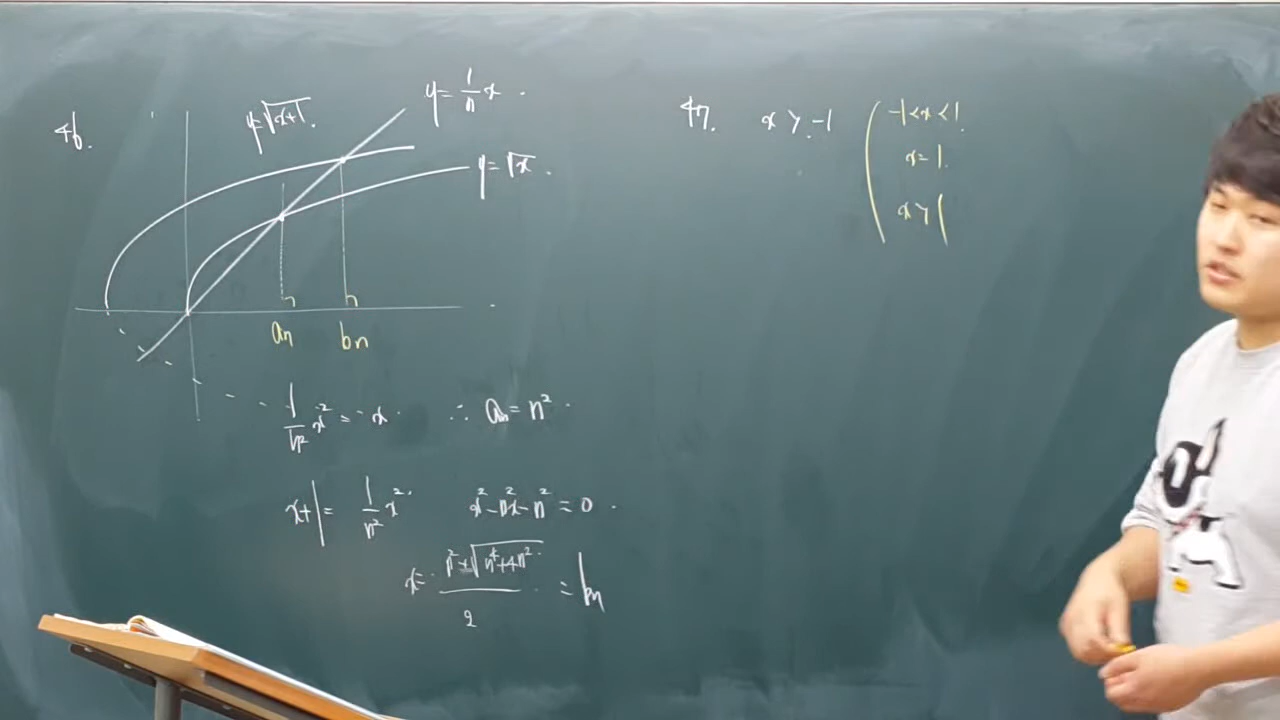 46.
y=√x+1.
y=1/n x.
y=√x.
an
bn
1/n² x² = x. ∴ an = n².
x+1 = 1/n² x². x²-n²x-n² = 0.
x = n²+√n⁴+4n² / 2 = bn
47. x > -1
-1<x<1.
x=1.
x>1